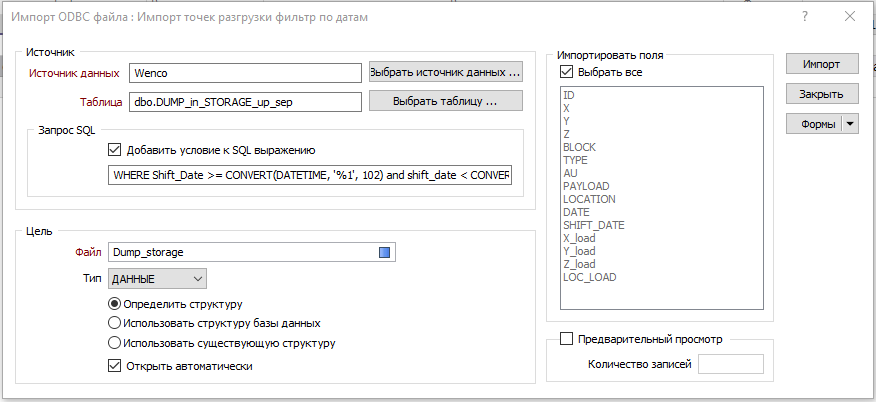 Импорт ODBC файла : Импорт точек разгрузки фильтр по датам
?
Источник
Источник данных
Wenco
Выбрать источник данных ...
Таблица
dbo.DUMP_in_STORAGE_up_sep
Выбрать таблицу ...
Запрос SQL
Добавить условие к SQL выражению
WHERE Shift_Date >= CONVERT(DATETIME, '%1', 102) and shift_date < CONVER
Цель
Файл
Dump_storage
Тип
ДАННЫЕ
Определить структуру
Использовать структуру базы данных
Использовать существующую структуру
Открыть автоматически
Импортировать поля
Выбрать все
ID
X
Y
Z
BLOCK
TYPE
AU
PAYLOAD
LOCATION
DATE
SHIFT_DATE
X_load
Y_load
Z_load
LOC_LOAD
Предварительный просмотр
Количество записей
Импорт
Закрыть
Формы